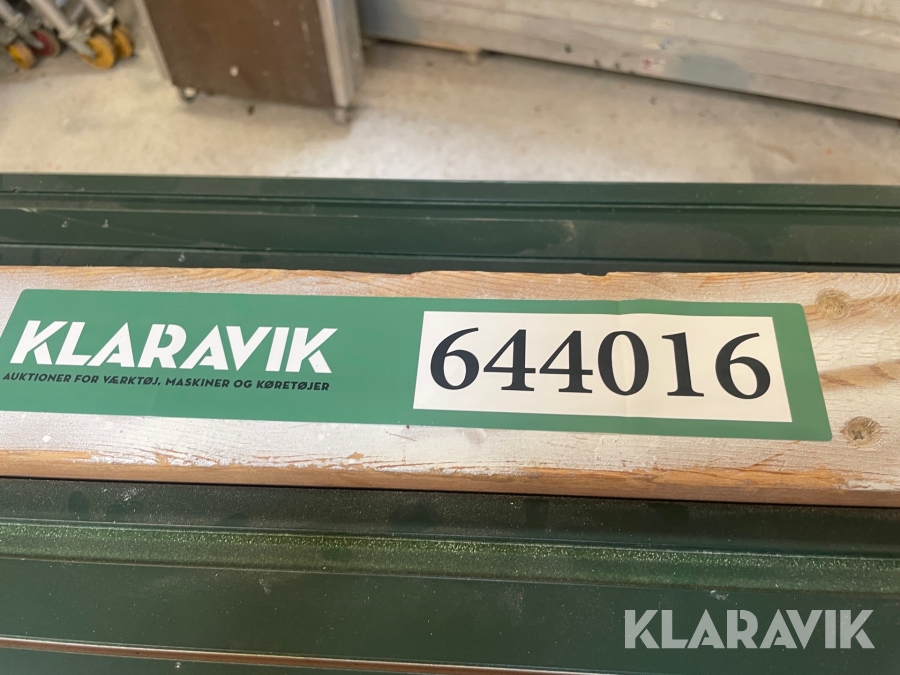 KLARAVIK
AUKTIONER FOR VÆRKTØJ, MASKINER OG KØRETØJER
644016
KLARAVIK